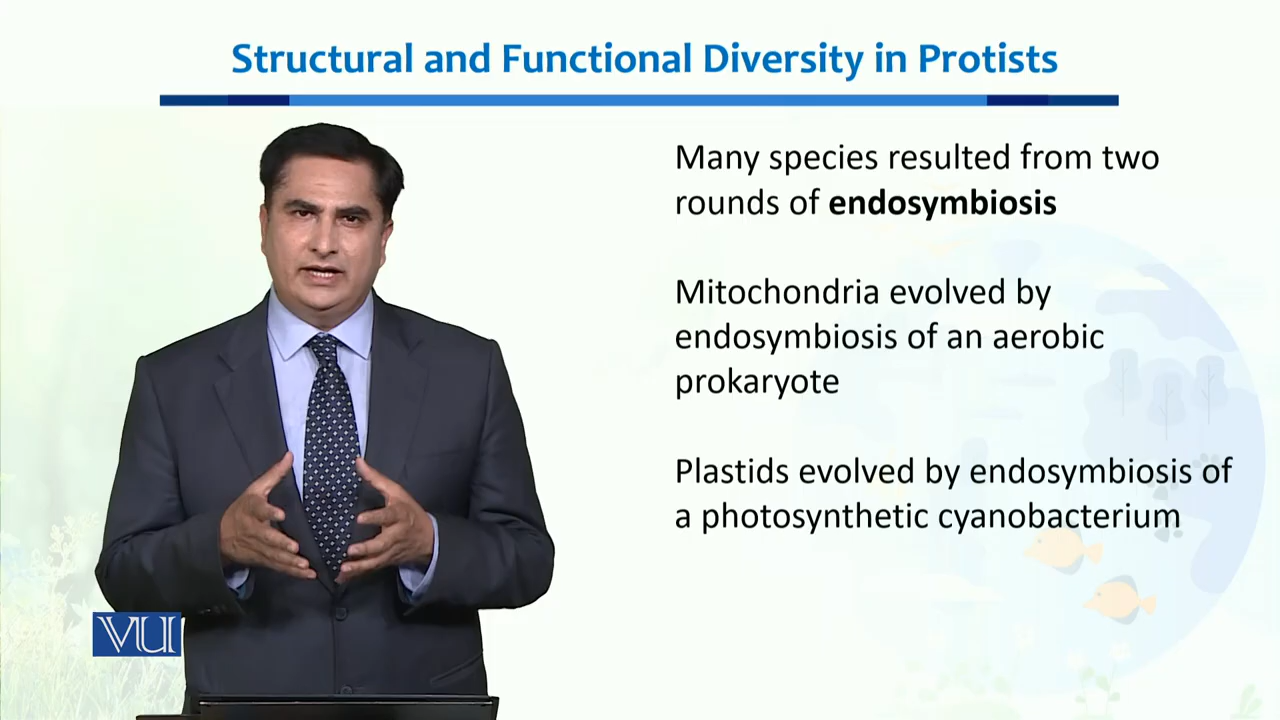 Structural and Functional Diversity in Protists
Many species resulted from two
rounds of endosymbiosis
Mitochondria evolved by
endosymbiosis of an aerobic
prokaryote
Plastids evolved by endosymbiosis of
a photosynthetic cyanobacterium
VU